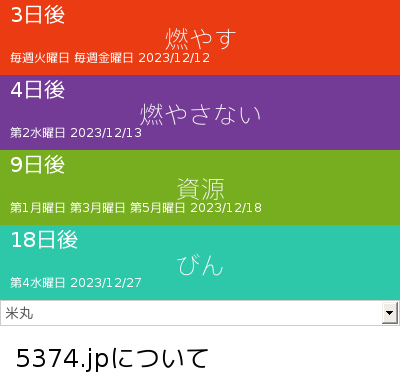 3日後
燃やす
毎週火曜日 毎週金曜日 2023/12/12
4日後
燃やさない
第2水曜日 2023/12/13
9日後
資源
第1月曜日 第3月曜日 第5月曜日 2023/12/18
18日後
びん
第4水曜日 2023/12/27
米丸
5374.jpについて